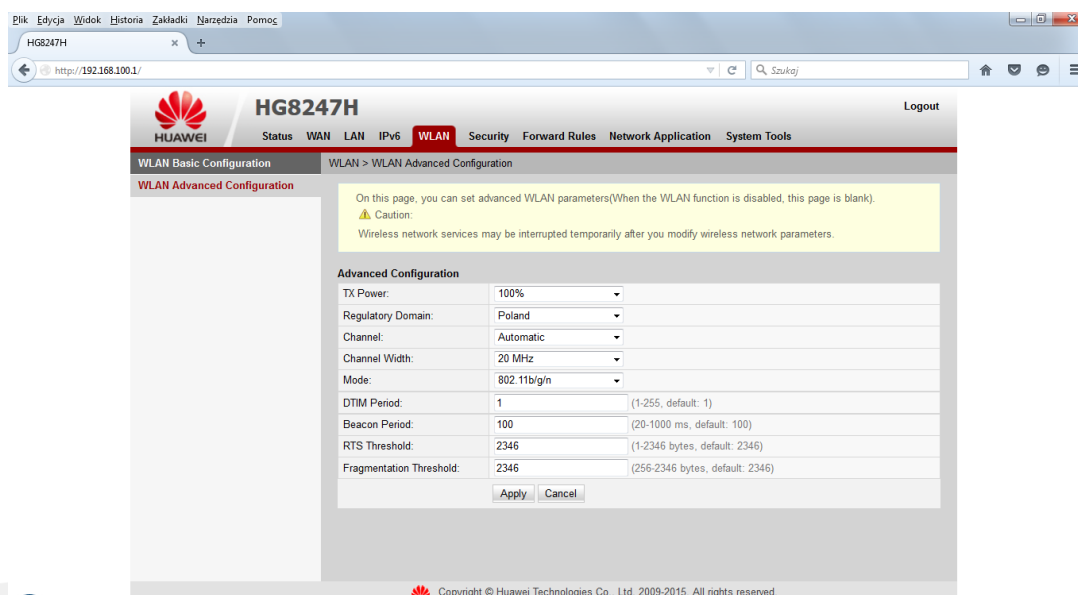 Plik Edycja Widok Historia Zakładki Narzędzia Pomoc
HG8247H
http://192.168.100.1/
Szukaj
HUAWEI
HG8247H
Logout
Status WAN LAN IPv6 WLAN Security Forward Rules Network Application System Tools
WLAN Basic Configuration
WLAN > WLAN Advanced Configuration
WLAN Advanced Configuration
On this page, you can set advanced WLAN parameters(When the WLAN function is disabled, this page is blank).
Caution:
Wireless network services may be interrupted temporarily after you modify wireless network parameters.
Advanced Configuration
TX Power: 100%
Regulatory Domain: Poland
Channel: Automatic
Channel Width: 20 MHz
Mode: 802.11b/g/n
DTIM Period: 1 (1-255, default: 1)
Beacon Period: 100 (20-1000 ms, default: 100)
RTS Threshold: 2346 (1-2346 bytes, default: 2346)
Fragmentation Threshold: 2346 (256-2346 bytes, default: 2346)
Apply Cancel
Copyright © Huawei Technologies Co., Ltd. 2009-2015. All rights reserved